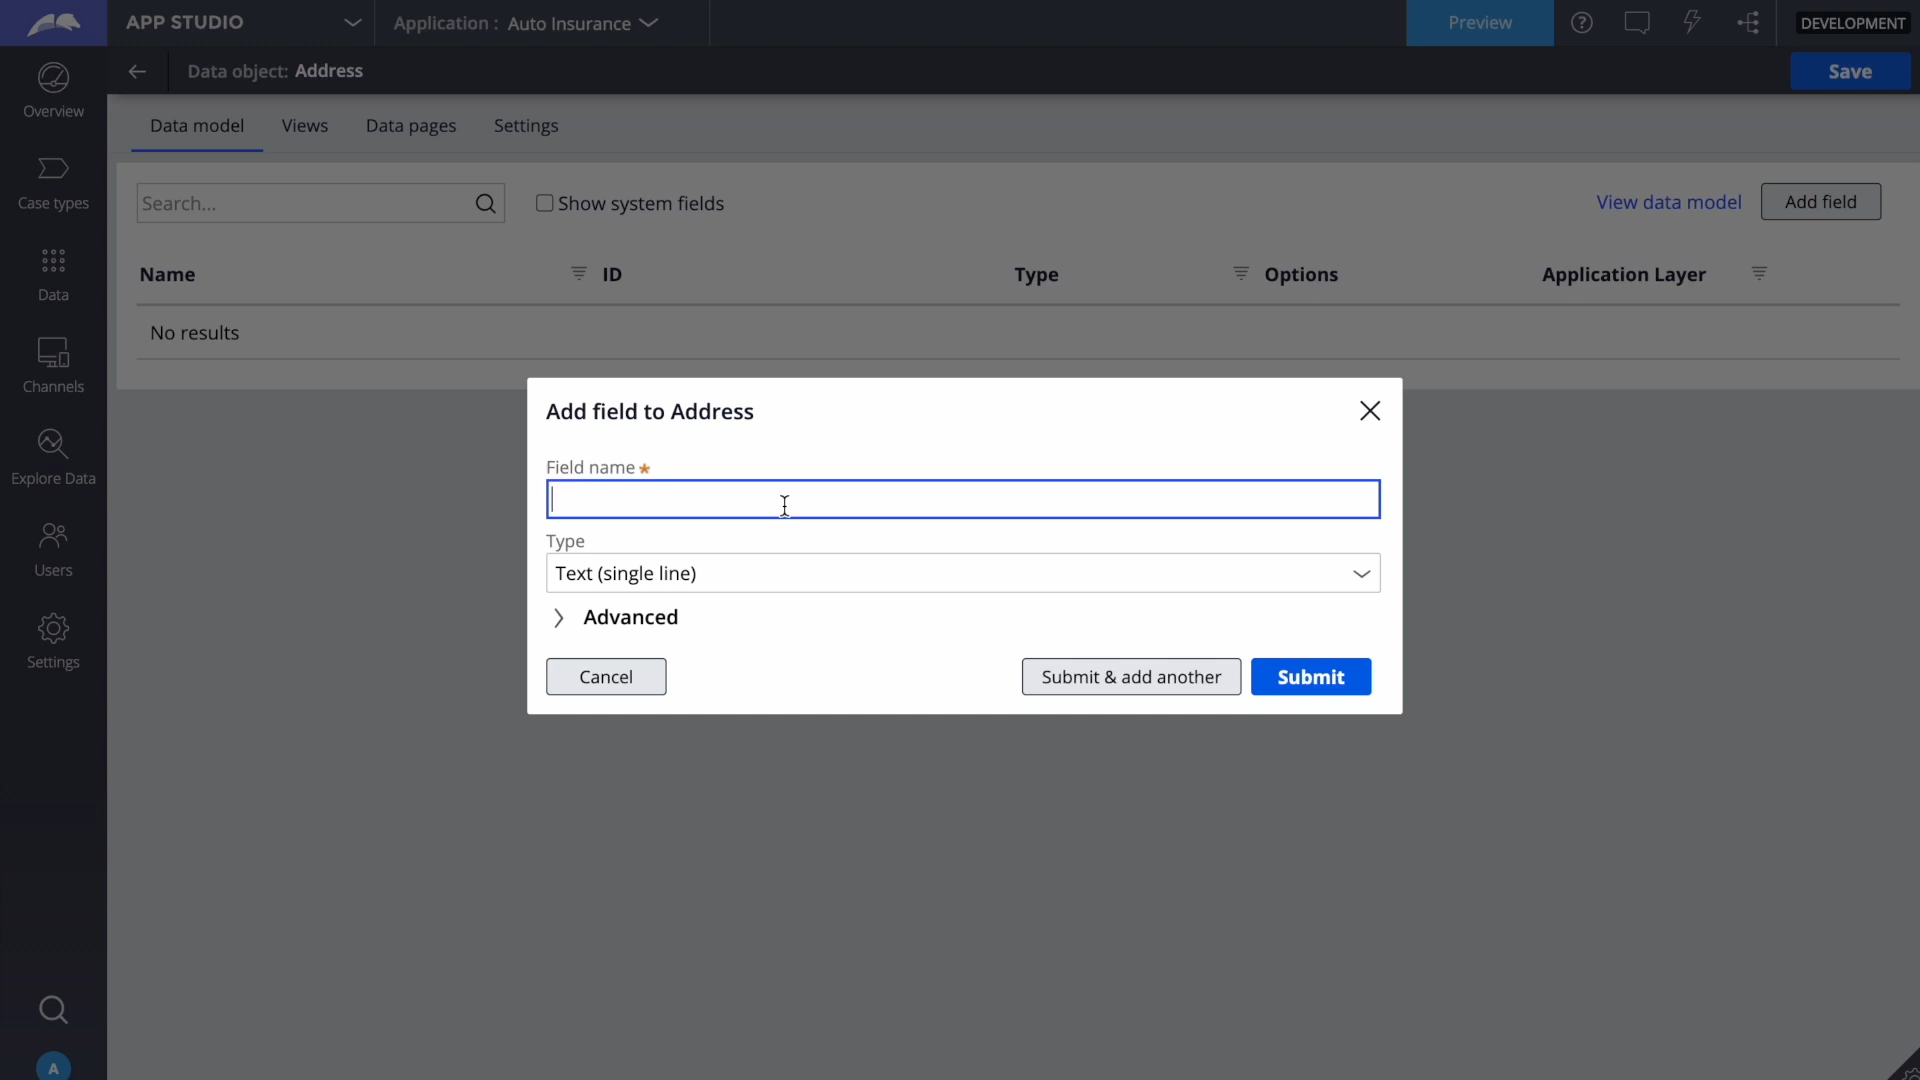 APP STUDIO
Application : Auto Insurance
Preview
DEVELOPMENT
Data object: Address
Save
Overview
Case types
Data
Channels
Explore Data
Users
Settings
A
Data model Views Data pages Settings
Search...
Show system fields
View data model
Add field
Name ID Type Options Application Layer
No results
Add field to Address
Field name *
Type
Text (single line)
Advanced
Cancel
Submit & add another
Submit